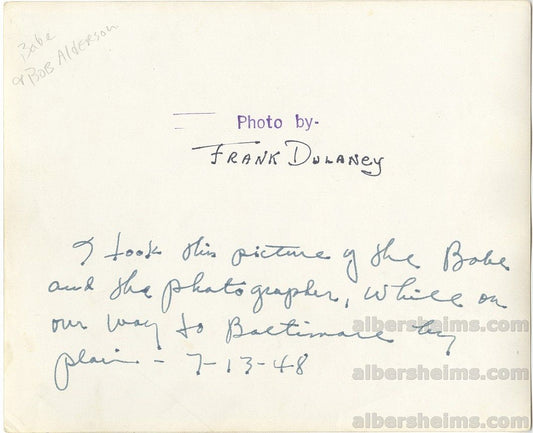 Babe
& BOB AlDERSON
Photo by-
FRANK DULANEY
I took this picture of the Babe
and the photographer, while on
our way to Baltimore by
albersheims.com
plain - 7-13-48
albersheims.com
albersheims.com